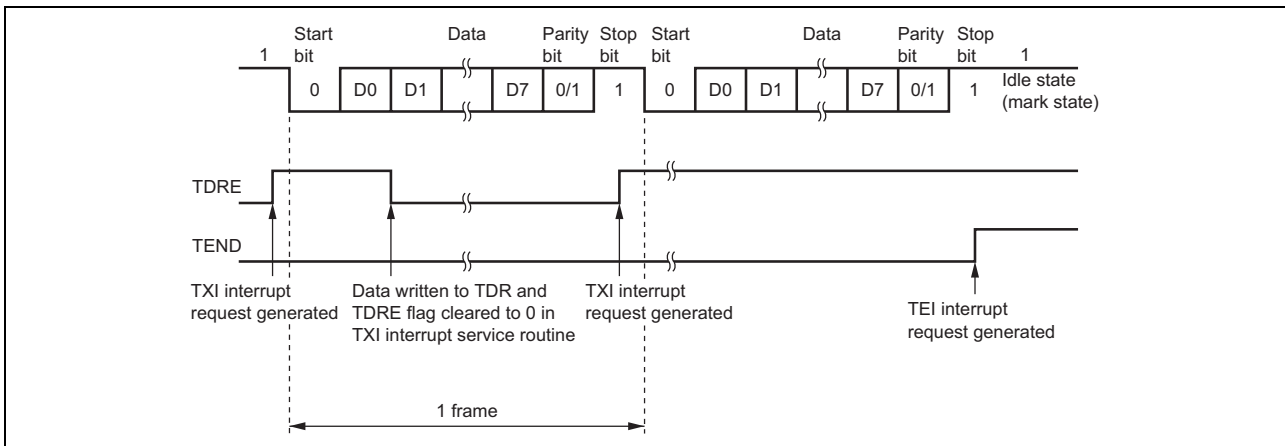 Start Data Parity Stop Start Data Parity Stop
1 bit bit bit bit bit bit 1
0 D0 D1 D7 0/1 1 0 D0 D1 D7 0/1 1 Idle state
(mark state)
TDRE
TEND
TXI interrupt
request generated
Data written to TDR and
TDRE flag cleared to 0 in
TXI interrupt service routine
TXI interrupt
request generated
TEI interrupt
request generated
1 frame